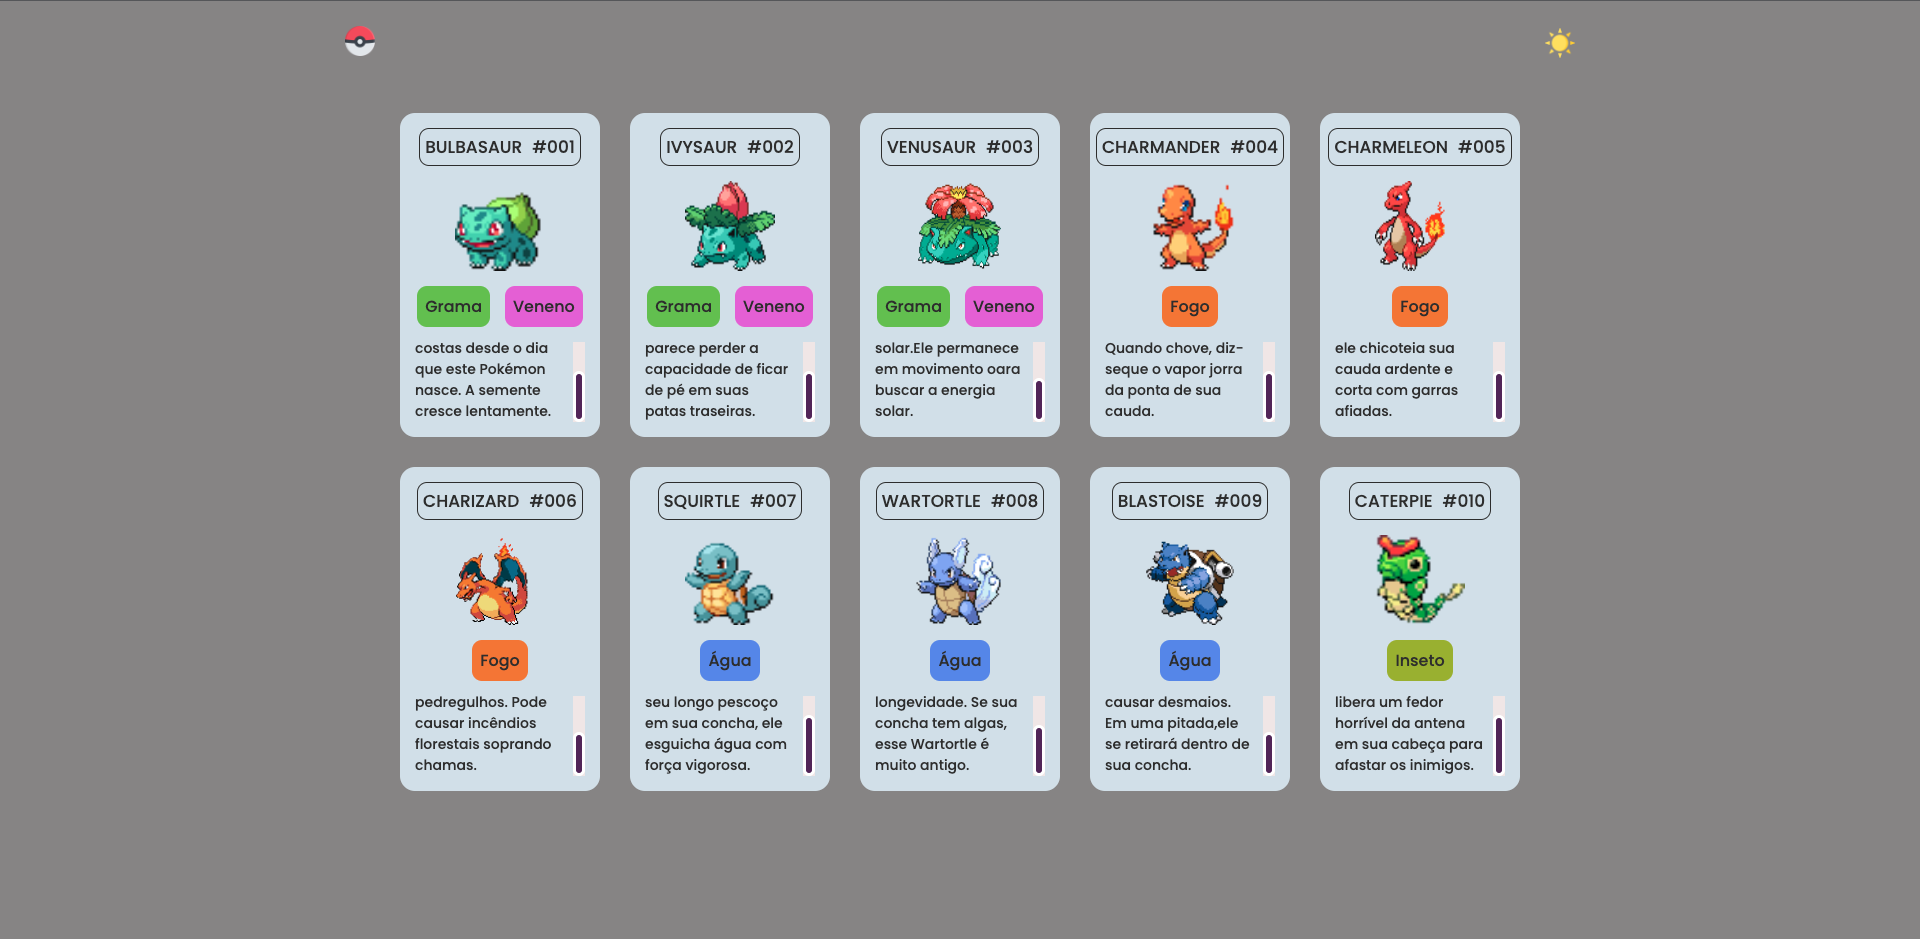 BULBASAUR #001
Grama Veneno
costas desde o dia
que este Pokémon
nasce. A semente
cresce lentamente.
IVYSAUR #002
Grama Veneno
parece perder a
capacidade de ficar
de pé em suas
patas traseiras.
VENUSAUR #003
Grama Veneno
solar.Ele permanece
em movimento oara
buscar a energia
solar.
CHARMANDER #004
Fogo
Quando chove, diz-
seque o vapor jorra
da ponta de sua
cauda.
CHARMELEON #005
Fogo
ele chicoteia sua
cauda ardente e
corta com garras
afiadas.
CHARIZARD #006
Fogo
pedregulhos. Pode
causar incêndios
florestais soprando
chamas.
SQUIRTLE #007
Água
seu longo pescoço
em sua concha, ele
esguicha água com
força vigorosa.
WARTORTLE #008
Água
longevidade. Se sua
concha tem algas,
esse Wartortle é
muito antigo.
BLASTOISE #009
Água
causar desmaios.
Em uma pitada,ele
se retirará dentro de
sua concha.
CATERPIE #010
Inseto
libera um fedor
horrível da antena
em sua cabeça para
afastar os inimigos.